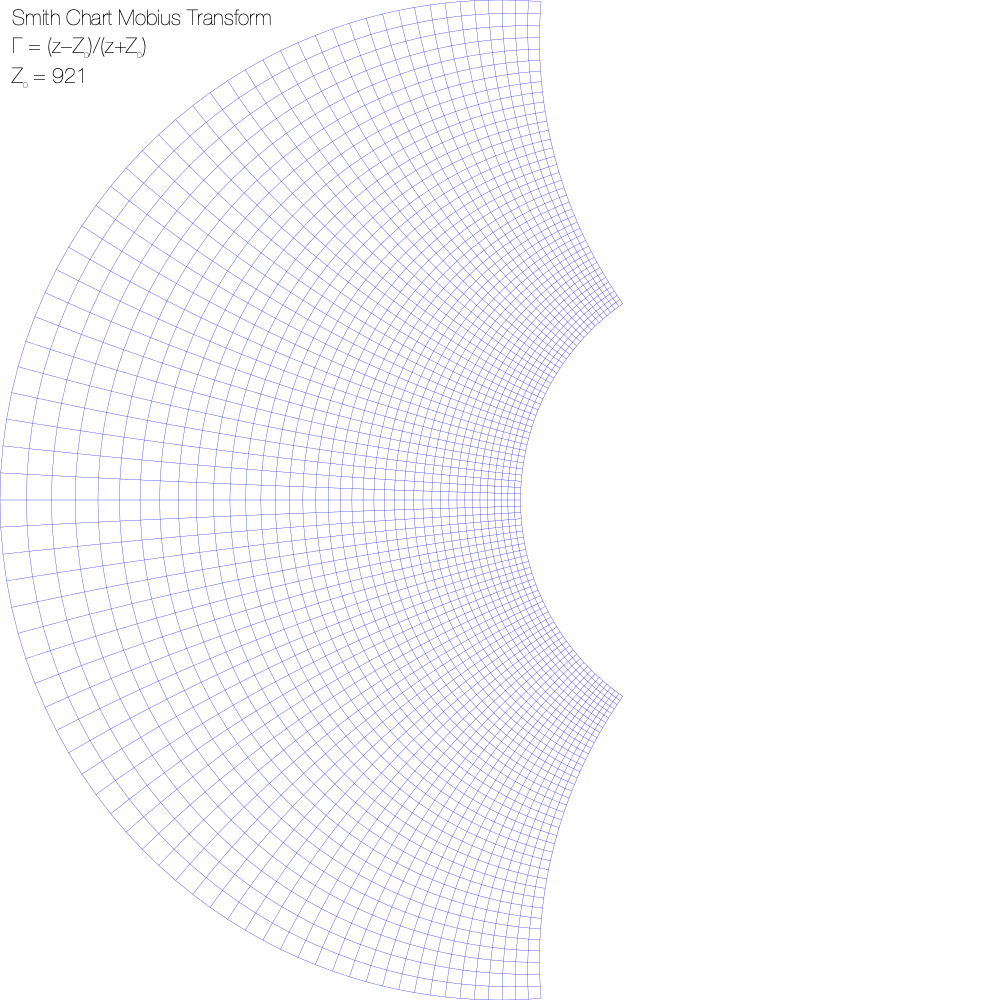 Smith Chart Mobius Transform
Γ = (z−Z₀)/(z+Z₀)
Z₀ = 921